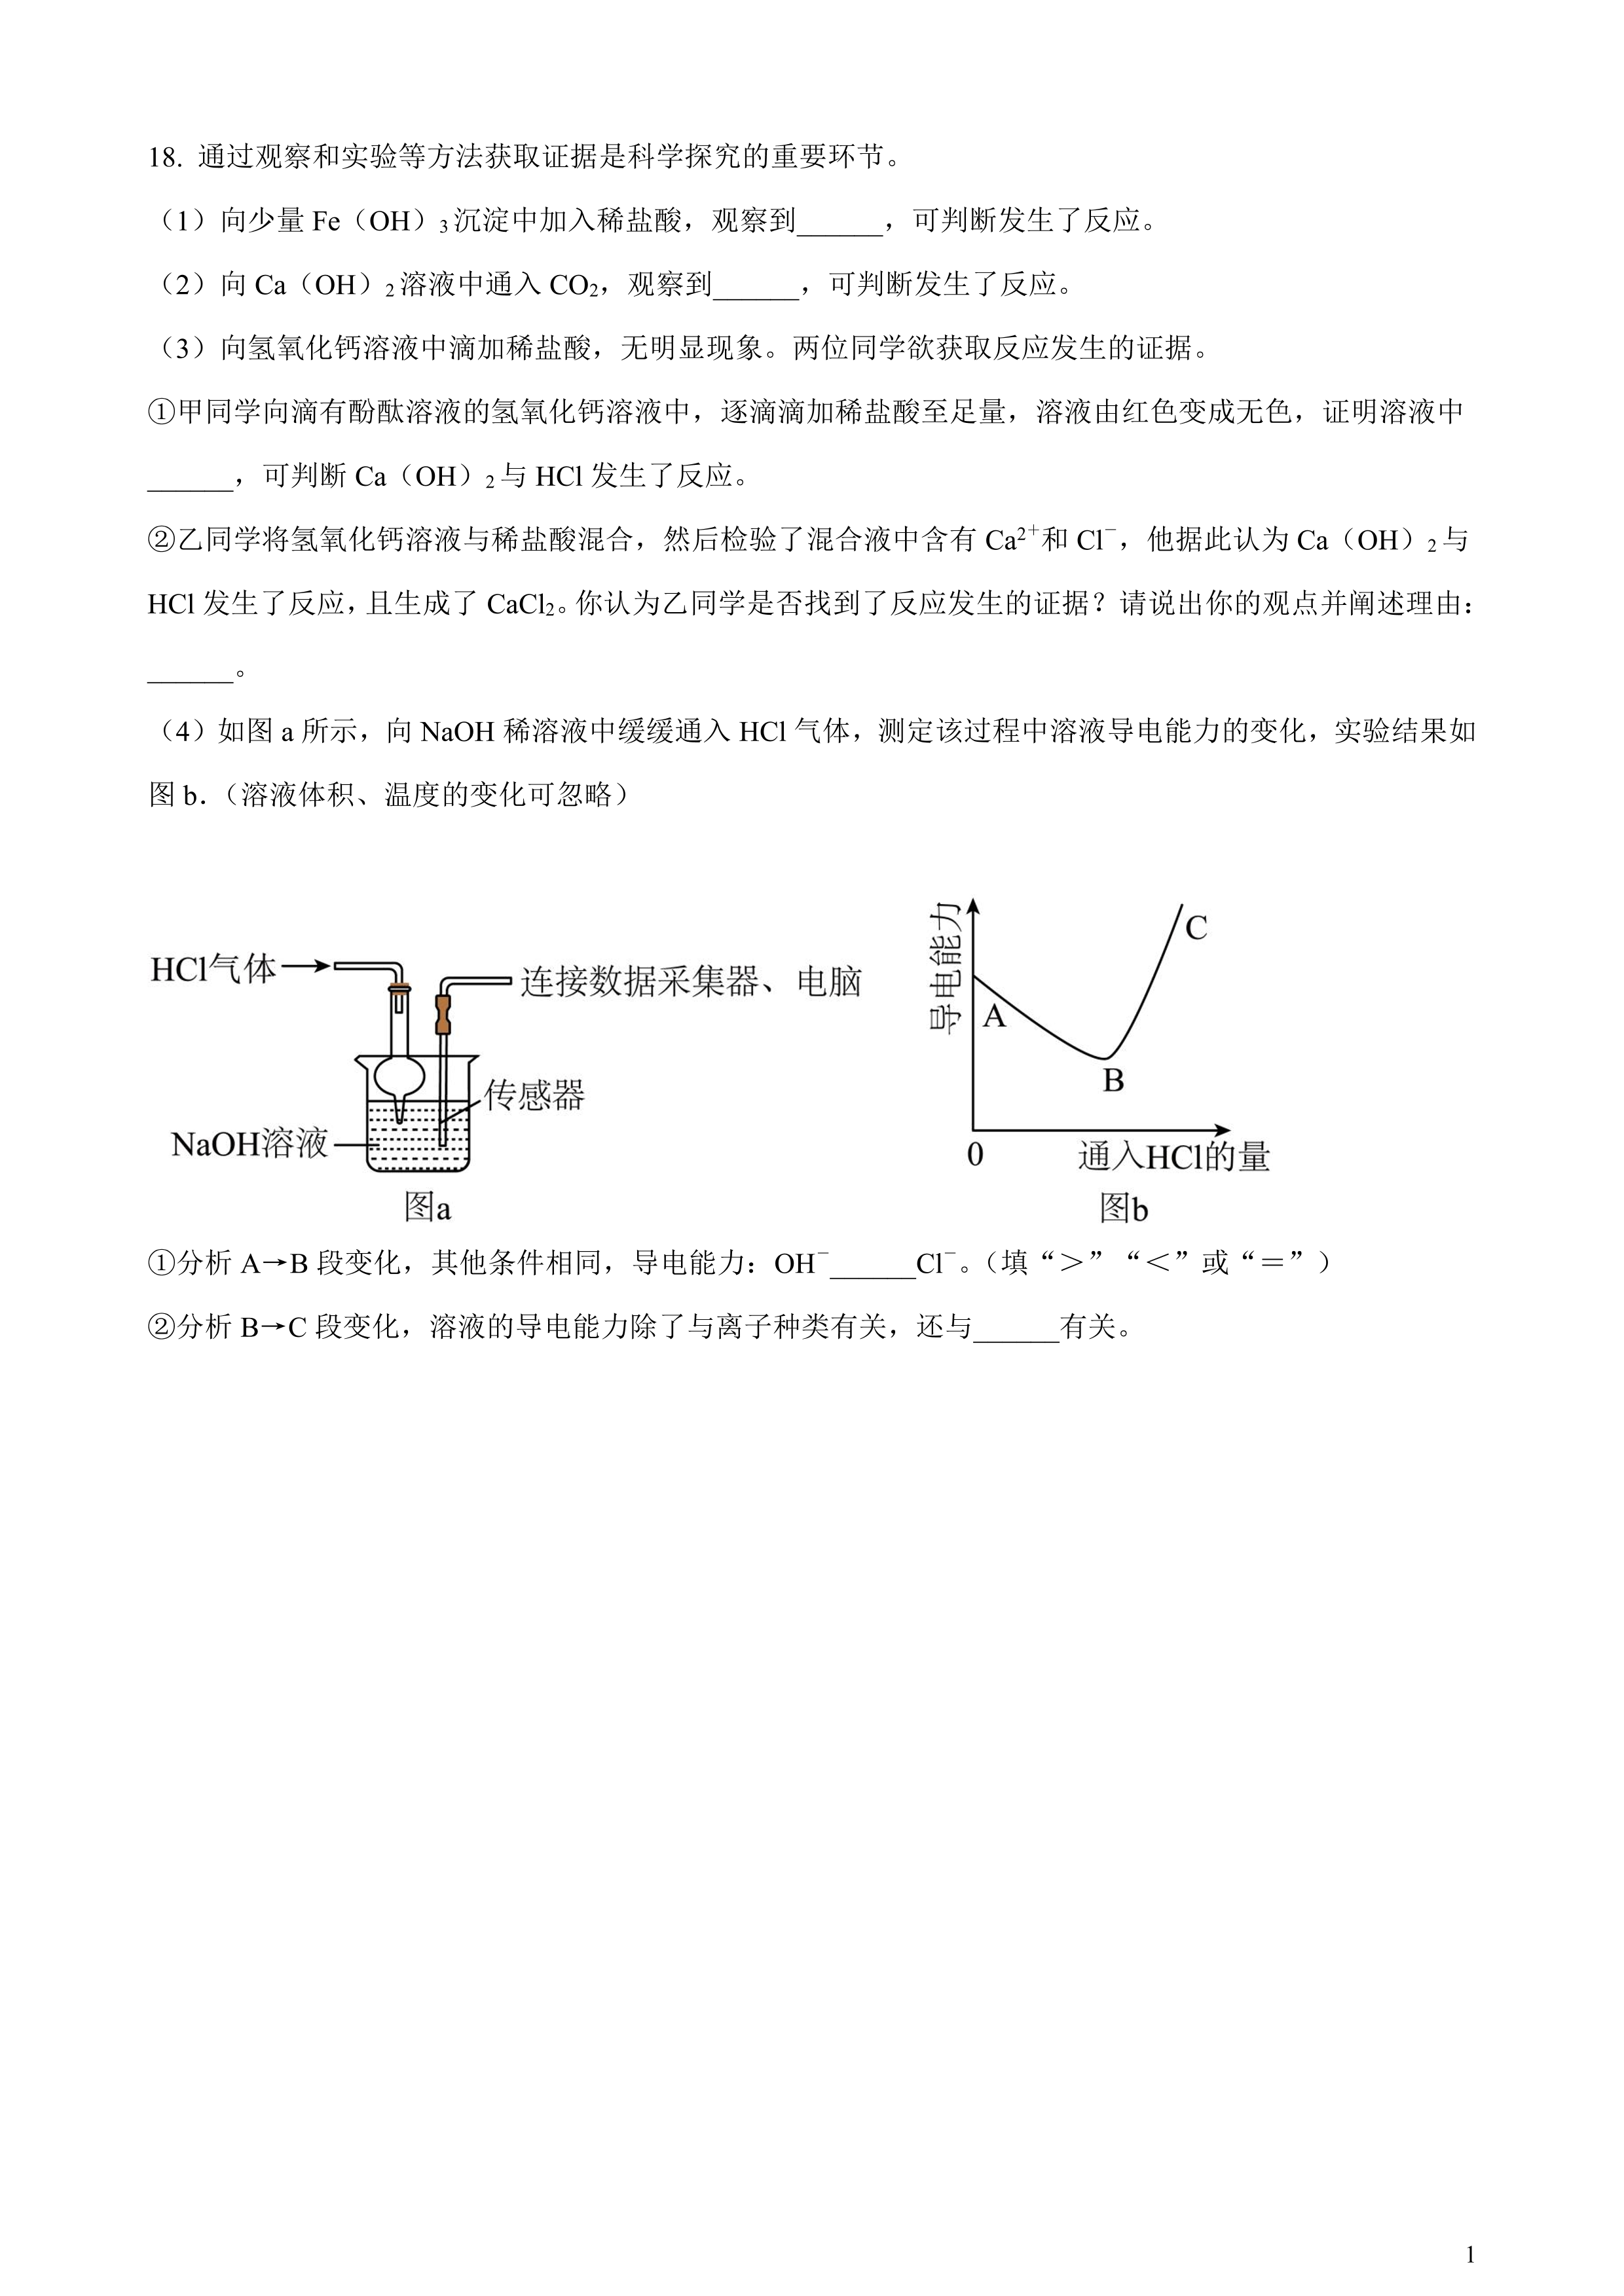 18. 通过观察和实验等方法获取证据是科学探究的重要环节。
（1）向少量 Fe（OH）₃沉淀中加入稀盐酸，观察到______，可判断发生了反应。
（2）向 Ca（OH）₂溶液中通入 CO₂，观察到______，可判断发生了反应。
（3）向氢氧化钙溶液中滴加稀盐酸，无明显现象。两位同学欲获取反应发生的证据。
①甲同学向滴有酚酞溶液的氢氧化钙溶液中，逐滴滴加稀盐酸至足量，溶液由红色变成无色，证明溶液中
______，可判断 Ca（OH）₂与 HCl 发生了反应。
②乙同学将氢氧化钙溶液与稀盐酸混合，然后检验了混合液中含有 Ca²⁺和 Cl⁻，他据此认为 Ca（OH）₂与
HCl 发生了反应，且生成了 CaCl₂。你认为乙同学是否找到了反应发生的证据？请说出你的观点并阐述理由：
______。
（4）如图 a 所示，向 NaOH 稀溶液中缓缓通入 HCl 气体，测定该过程中溶液导电能力的变化，实验结果如
图 b．（溶液体积、温度的变化可忽略）
HCl气体
连接数据采集器、电脑
传感器
NaOH溶液
图a
导电能力
A
B
C
0
通入HCl的量
图b
①分析 A→B 段变化，其他条件相同，导电能力：OH⁻______Cl⁻。（填“＞”“＜”或“＝”）
②分析 B→C 段变化，溶液的导电能力除了与离子种类有关，还与______有关。
1